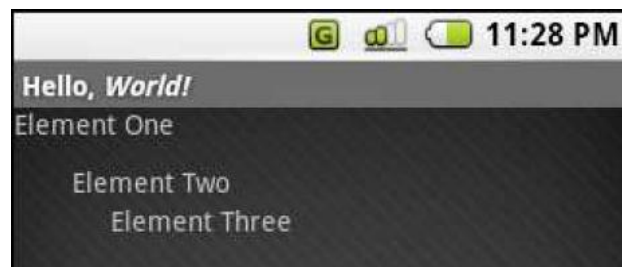 G 11:28 PM
Hello, World!
Element One
Element Two
Element Three